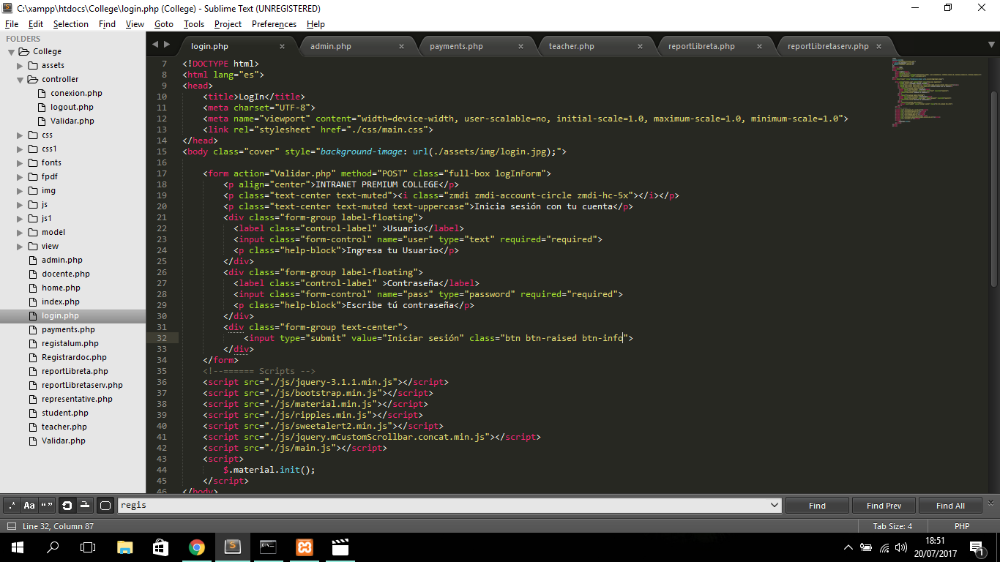 C:\xampp\htdocs\College\login.php (College) - Sublime Text (UNREGISTERED)
File Edit Selection Find View Goto Tools Project Preferences Help
FOLDERS
College
assets
controller
conexion.php
logout.php
Validar.php
css
css1
fonts
fpdf
img
js
js1
model
view
admin.php
docente.php
home.php
index.php
login.php
payments.php
registalum.php
Registrardoc.php
reportLibreta.php
reportLibretaserv.php
representative.php
student.php
teacher.php
Validar.php
login.php admin.php payments.php teacher.php reportLibreta.php reportLibretaserv.php
7 <!DOCTYPE html>
8 <html lang="es">
9 <head>
10 <title>LogIn</title>
11 <meta charset="UTF-8">
12 <meta name="viewport" content="width=device-width, user-scalable=no, initial-scale=1.0, maximum-scale=1.0, minimum-scale=1.0">
13 <link rel="stylesheet" href="./css/main.css">
14 </head>
15 <body class="cover" style="background-image: url(./assets/img/login.jpg);">
16
17 <form action="Validar.php" method="POST" class="full-box logInForm">
18 <p align="center">INTRANET PREMIUM COLLEGE</p>
19 <p class="text-center text-muted"><i class="zmdi zmdi-account-circle zmdi-hc-5x"></i></p>
20 <p class="text-center text-muted text-uppercase">Inicia sesión con tu cuenta</p>
21 <div class="form-group label-floating">
22 <label class="control-label" >Usuario</label>
23 <input class="form-control" name="user" type="text" required="required">
24 <p class="help-block">Ingresa tu Usuario</p>
25 </div>
26 <div class="form-group label-floating">
27 <label class="control-label" >Contraseña</label>
28 <input class="form-control" name="pass" type="password" required="required">
29 <p class="help-block">Escribe tú contraseña</p>
30 </div>
31 <div class="form-group text-center">
32 <input type="submit" value="Iniciar sesión" class="btn btn-raised btn-info">
33 </div>
34 </form>
35 <!--====== Scripts -->
36 <script src="./js/jquery-3.1.1.min.js"></script>
37 <script src="./js/bootstrap.min.js"></script>
38 <script src="./js/material.min.js"></script>
39 <script src="./js/ripples.min.js"></script>
40 <script src="./js/sweetalert2.min.js"></script>
41 <script src="./js/jquery.mCustomScrollbar.concat.min.js"></script>
42 <script src="./js/main.js"></script>
43 <script>
44 $.material.init();
45 </script>
46 </body>
.* Aa “” regis Find Find Prev Find All
Line 32, Column 87 Tab Size: 4 PHP
18:51
20/07/2017
1